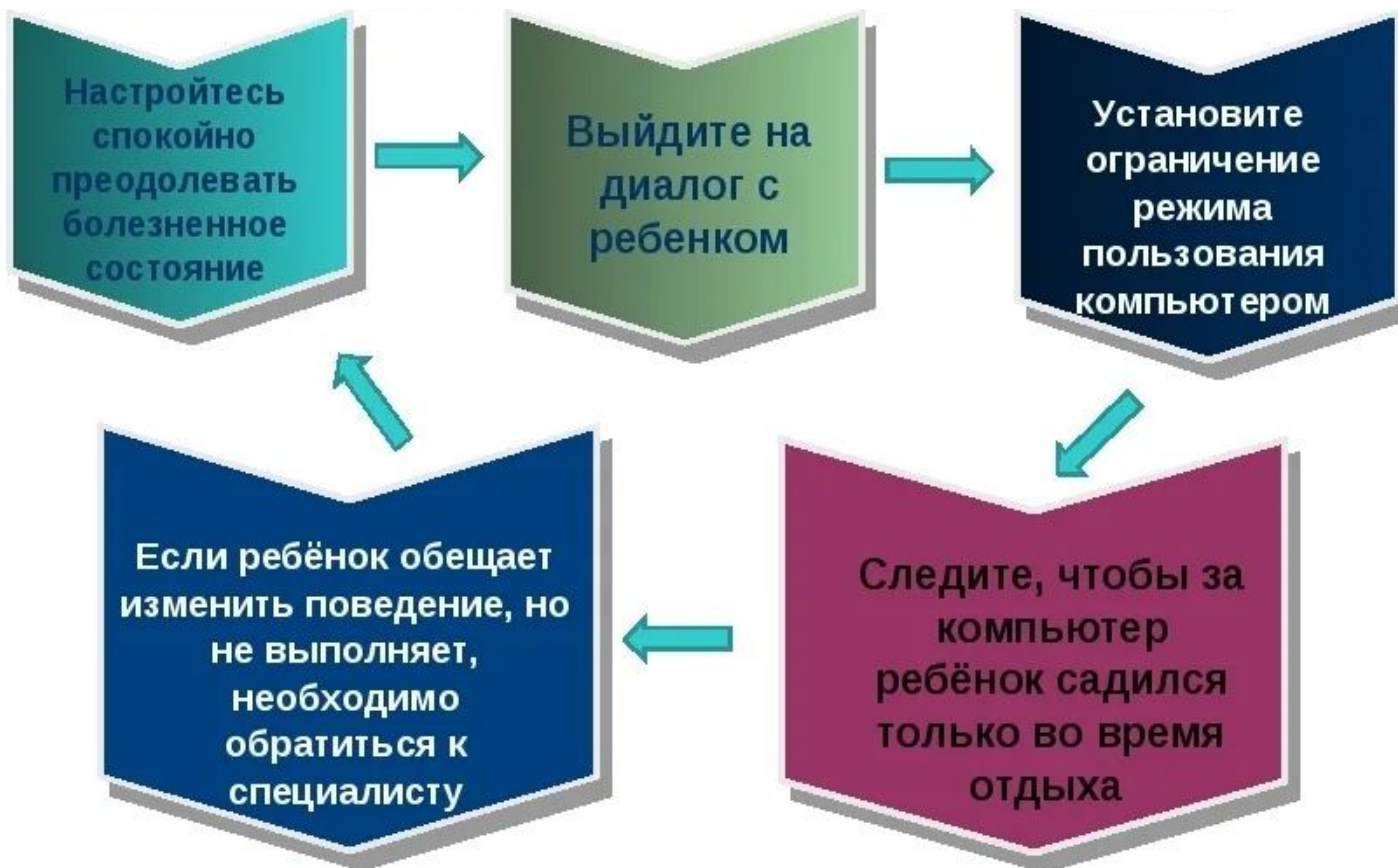 Настройтесь
спокойно
преодолевать
болезненное
состояние
Выйдите на
диалог с
ребенком
Установите
ограничение
режима
пользования
компьютером
Следите, чтобы за
компьютер
ребёнок садился
только во время
отдыха
Если ребёнок обещает
изменить поведение, но
не выполняет,
необходимо
обратиться к
специалисту